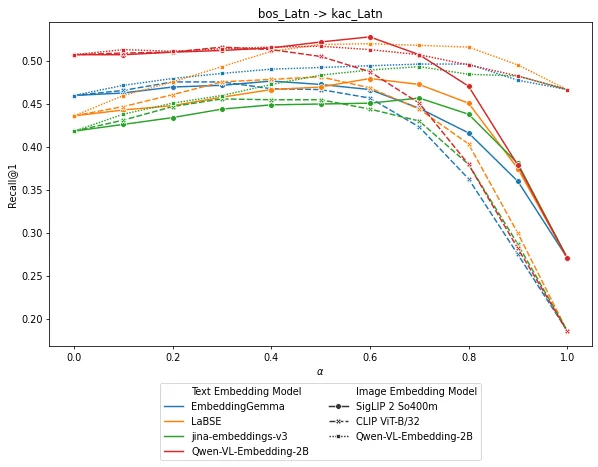 bos_Latn -> kac_Latn
Recall@1
0.50
0.45
0.40
0.35
0.30
0.25
0.20
0.0
0.2
0.4
0.6
0.8
1.0
α
Text Embedding Model
EmbeddingGemma
LaBSE
jina-embeddings-v3
Qwen-VL-Embedding-2B
Image Embedding Model
SigLIP 2 So400m
CLIP ViT-B/32
Qwen-VL-Embedding-2B